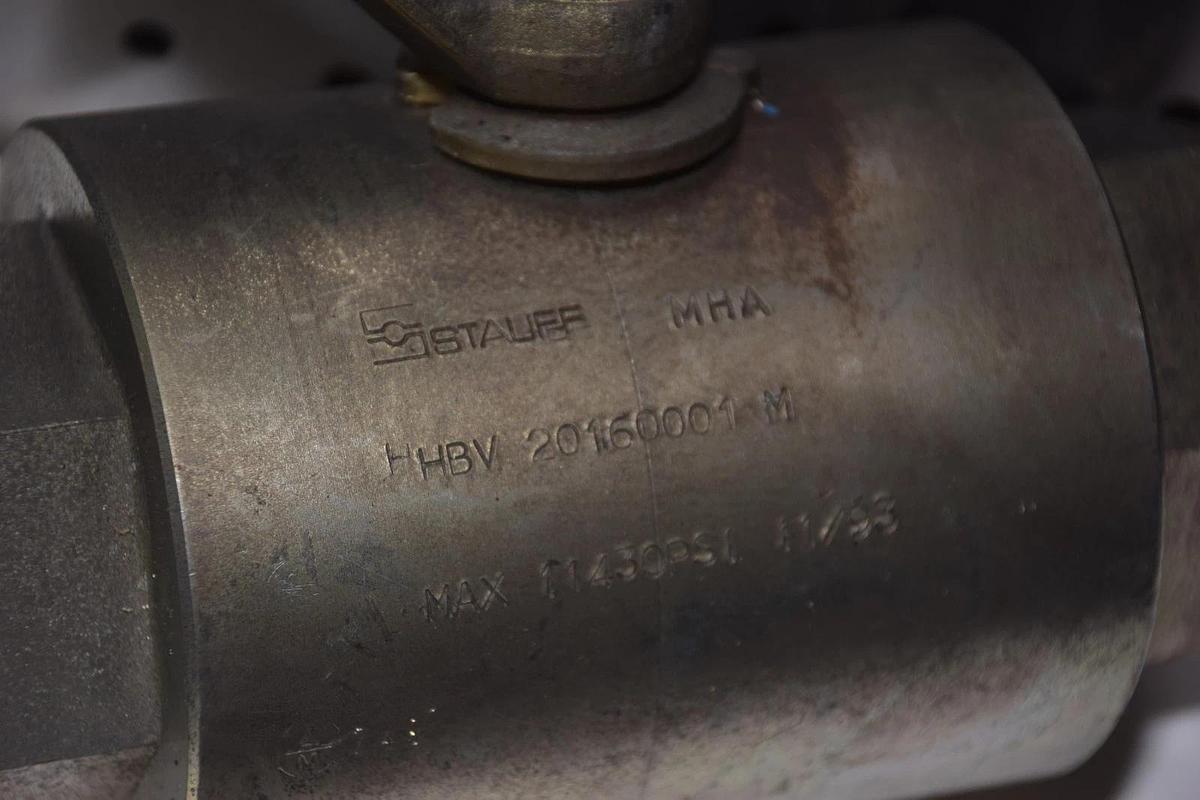 STAUFF MHA
HHBV 20160001 M
MAX 11430PSI 11/93